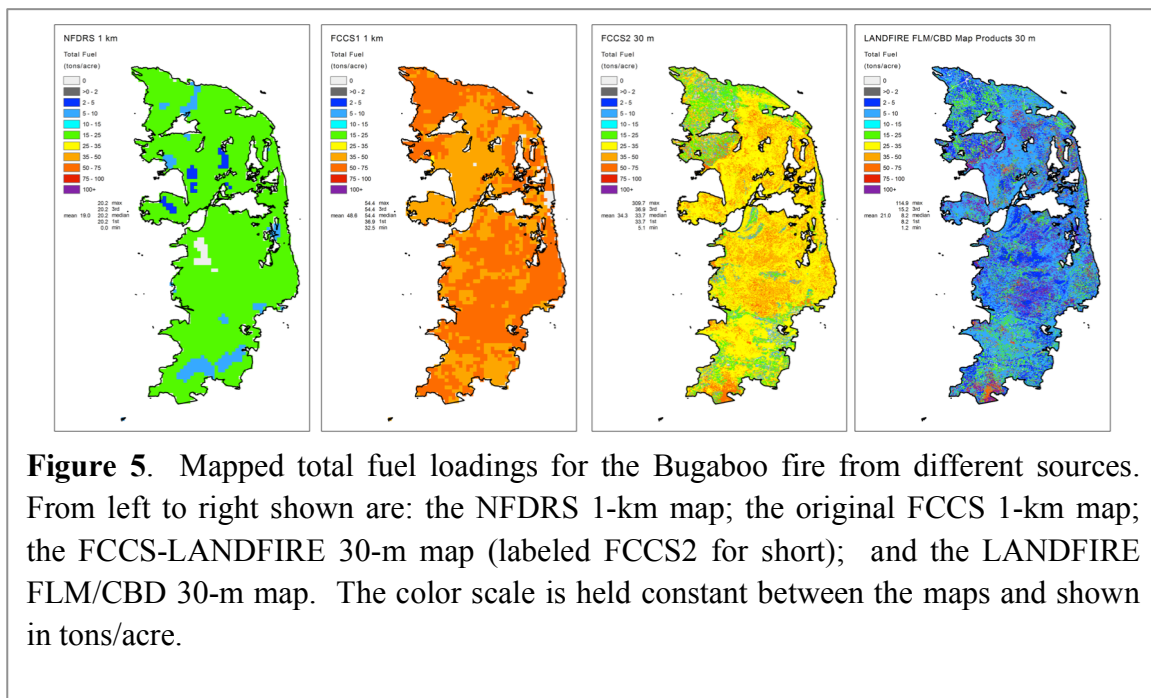 NFDRS 1 km
Total Fuel
(tons/acre)
0
>0 - 2
2 - 5
5 - 10
10 - 15
15 - 25
25 - 35
35 - 50
50 - 75
75 - 100
100+
20.2 max
20.2 3rd
mean 19.0 20.2 median
20.2 1st
0.0 min
FCCS1 1 km
Total Fuel
(tons/acre)
0
>0 - 2
2 - 5
5 - 10
10 - 15
15 - 25
25 - 35
35 - 50
50 - 75
75 - 100
100+
54.4 max
54.4 3rd
mean 48.6 54.4 median
36.9 1st
32.5 min
FCCS2 30 m
Total Fuel
(tons/acre)
0
>0 - 2
2 - 5
5 - 10
10 - 15
15 - 25
25 - 35
35 - 50
50 - 75
75 - 100
100+
309.7 max
36.8 3rd
mean 34.3 33.7 median
33.7 1st
5.1 min
LANDFIRE FLM/CBD Map Products 30 m
Total Fuel
(tons/acre)
0
>0 - 2
2 - 5
5 - 10
10 - 15
15 - 25
25 - 35
35 - 50
50 - 75
75 - 100
100+
114.8 max
15.2 3rd
mean 21.0 8.2 median
8.2 1st
1.2 min
Figure 5. Mapped total fuel loadings for the Bugaboo fire from different sources.
From left to right shown are: the NFDRS 1-km map; the original FCCS 1-km map;
the FCCS-LANDFIRE 30-m map (labeled FCCS2 for short); and the LANDFIRE
FLM/CBD 30-m map. The color scale is held constant between the maps and shown
in tons/acre.